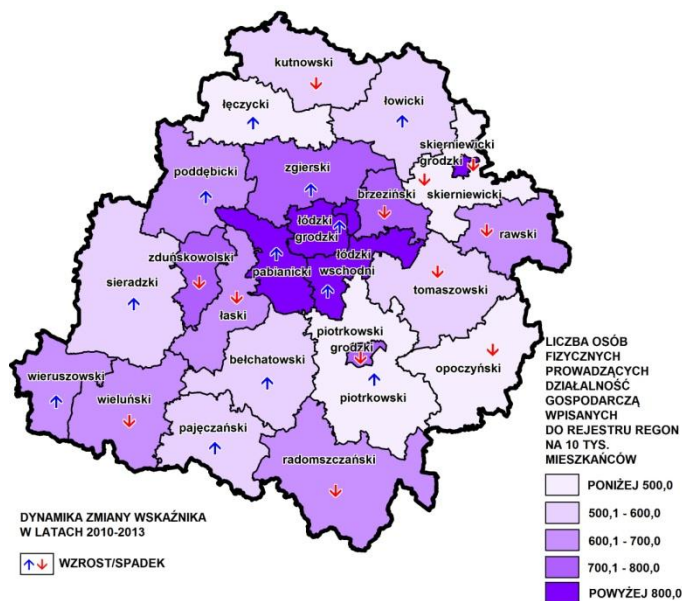 kutnowski
łęczycki
łowicki
skierniewicki
grodzki
skierniewicki
poddębicki
zgierski
brzeziński
rawski
łódzki
grodzki
łódzki
wschodni
pabianicki
zduńskowolski
sieradzki
łaski
tomaszowski
piotrkowski
grodzki
opoczyński
bełchatowski
piotrkowski
wieruszowski
wieluński
pajęczański
radomszczański
LICZBA OSÓB
FIZYCZNYCH
PROWADZĄCYCH
DZIAŁALNOŚĆ
GOSPODARCZĄ
WPISANYCH
DO REJESTRU REGON
NA 10 TYS.
MIESZKAŃCÓW
PONIŻEJ 500,0
500,1 - 600,0
600,1 - 700,0
700,1 - 800,0
POWYŻEJ 800,0
DYNAMIKA ZMIANY WSKAŹNIKA
W LATACH 2010-2013
WZROST/SPADEK